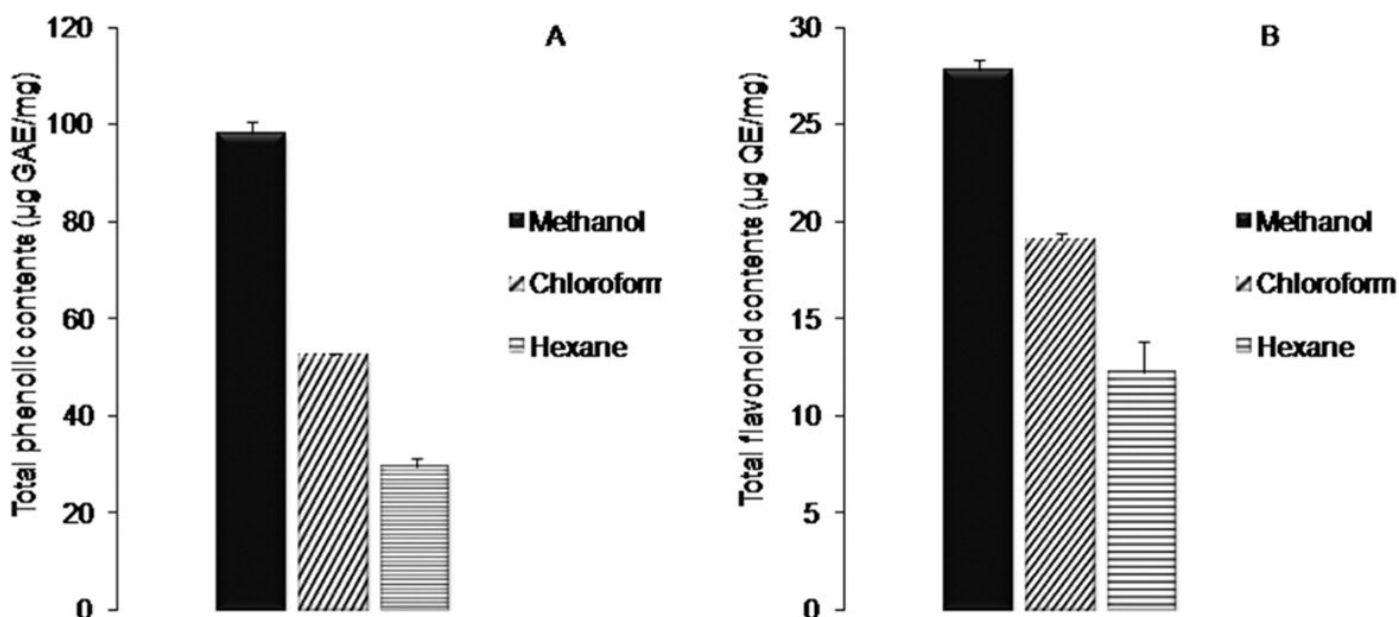 Total phenolic contents (µg GAE/mg)
120
100
80
60
40
20
0
A
Methanol
Chloroform
Hexane
Total flavonoid contents (µg QE/mg)
30
25
20
15
10
5
0
B
Methanol
Chloroform
Hexane